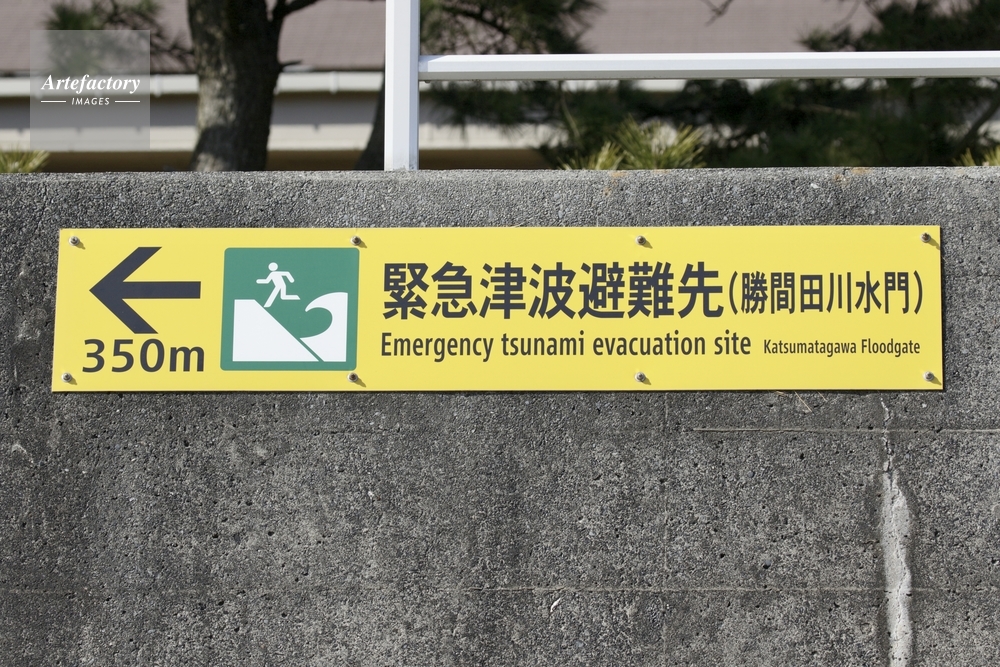 Artefactory
IMAGES
緊急津波避難先(勝間田川水門)
350m
Emergency tsunami evacuation site Katsumatagawa Floodgate